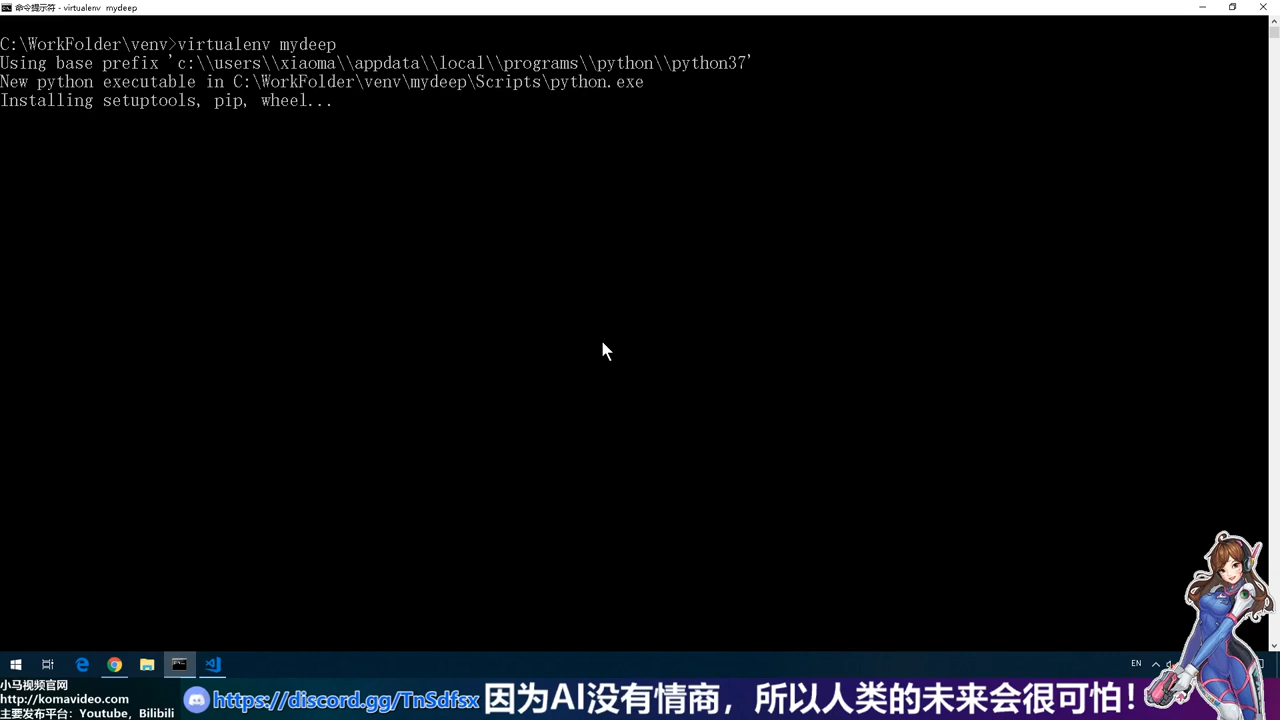 命令提示符 - virtualenv mydeep
C:\WorkFolder\venv>virtualenv mydeep
Using base prefix 'c:\\users\\xiaoma\\appdata\\local\\programs\\python\\python37'
New python executable in C:\WorkFolder\venv\mydeep\Scripts\python.exe
Installing setuptools, pip, wheel...
EN
小马视频官网
http://komavideo.com
主要发布平台：Youtube，Bilibili
https://discord.gg/TnSdfsx 因为AI没有情商，所以人类的未来会很可怕！